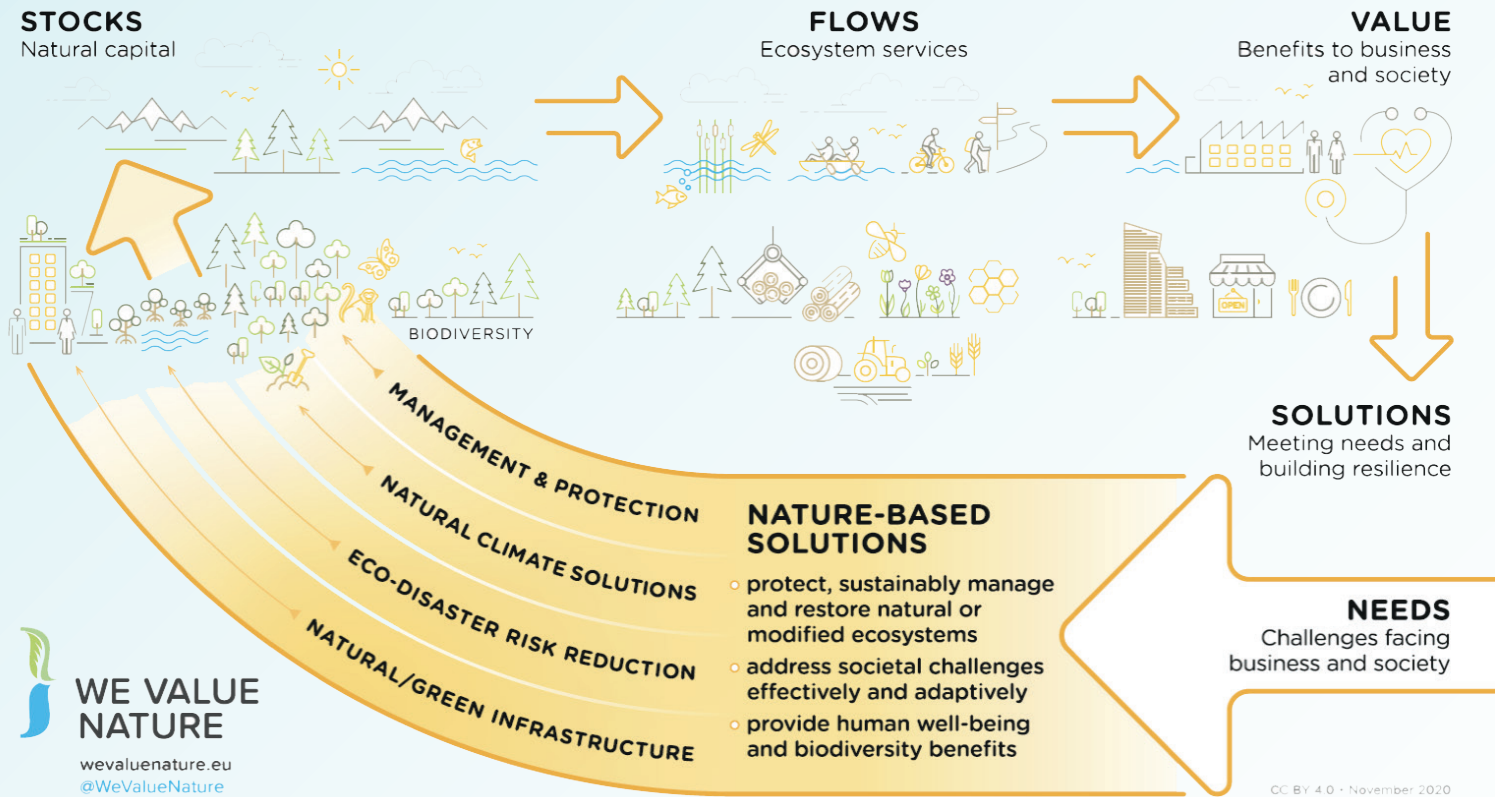 STOCKS
Natural capital
FLOWS
Ecosystem services
VALUE
Benefits to business
and society
BIODIVERSITY
OPEN
SOLUTIONS
Meeting needs and
building resilience
MANAGEMENT & PROTECTION
NATURAL CLIMATE SOLUTIONS
ECO-DISASTER RISK REDUCTION
NATURAL/GREEN INFRASTRUCTURE
NATURE-BASED
SOLUTIONS
protect, sustainably manage
and restore natural or
modified ecosystems
address societal challenges
effectively and adaptively
provide human well-being
and biodiversity benefits
NEEDS
Challenges facing
business and society
WE VALUE
NATURE
wevaluenature.eu
@WeValueNature
CC BY 4.0 • November 2020